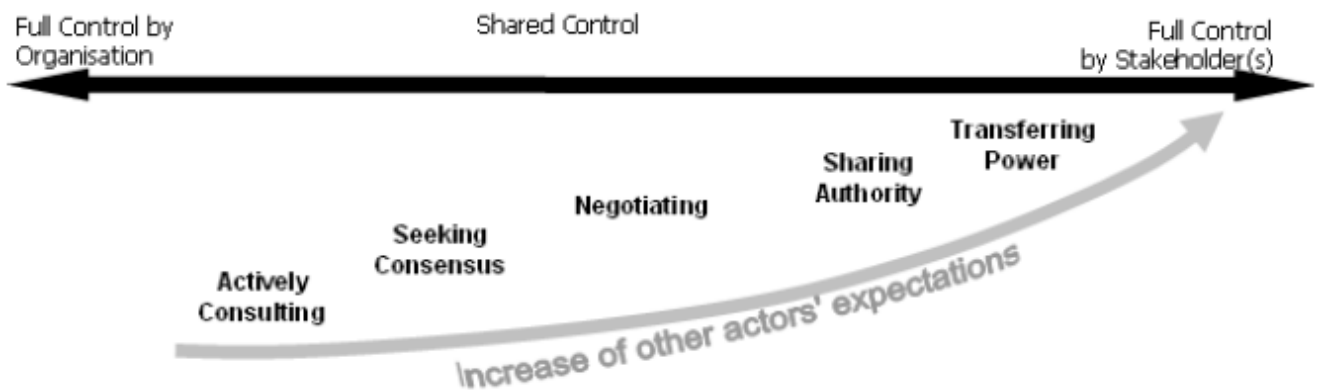 Full Control by
Organisation
Shared Control
Full Control
by Stakeholder(s)
Transferring
Power
Sharing
Authority
Negotiating
Seeking
Consensus
Actively
Consulting
Increase of other actors' expectations